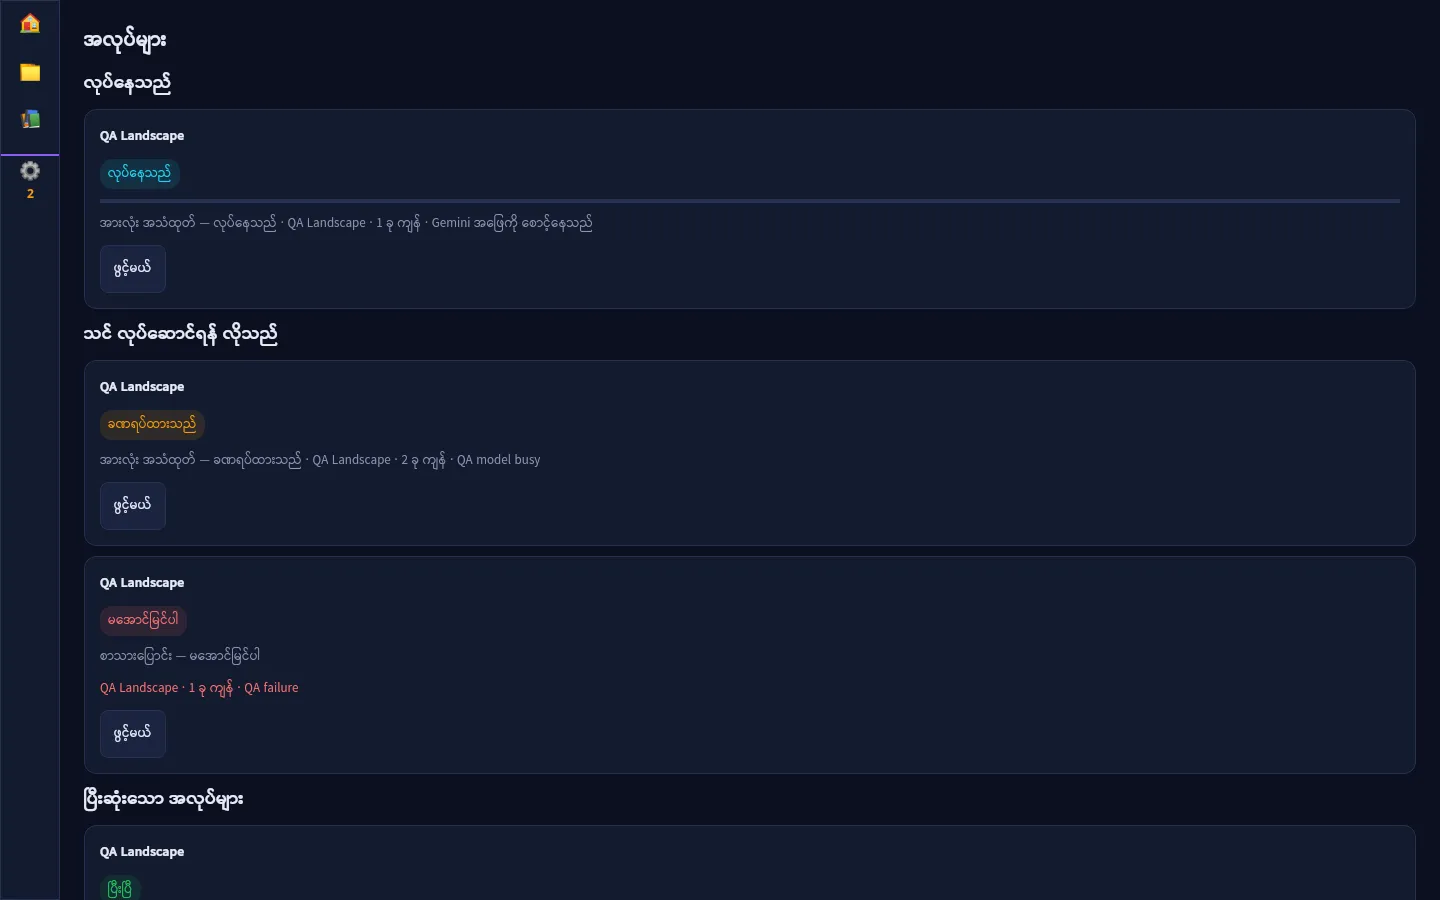 အလုပ်များ
လုပ်နေသည်
QA Landscape
လုပ်နေသည်
အားလုံး အသံထုတ် — လုပ်နေသည် · QA Landscape · 1 ခု ကျန် · Gemini အဖြေကို စောင့်နေသည်
ဖွင့်မယ်
သင် လုပ်ဆောင်ရန် လိုသည်
QA Landscape
ခဏရပ်ထားသည်
အားလုံး အသံထုတ် — ခဏရပ်ထားသည် · QA Landscape · 2 ခု ကျန် · QA model busy
ဖွင့်မယ်
QA Landscape
မအောင်မြင်ပါ
စာသားပြောင်း — မအောင်မြင်ပါ
QA Landscape · 1 ခု ကျန် · QA failure
ဖွင့်မယ်
ပြီးဆုံးသော အလုပ်များ
QA Landscape
ပြီးပြီ
2